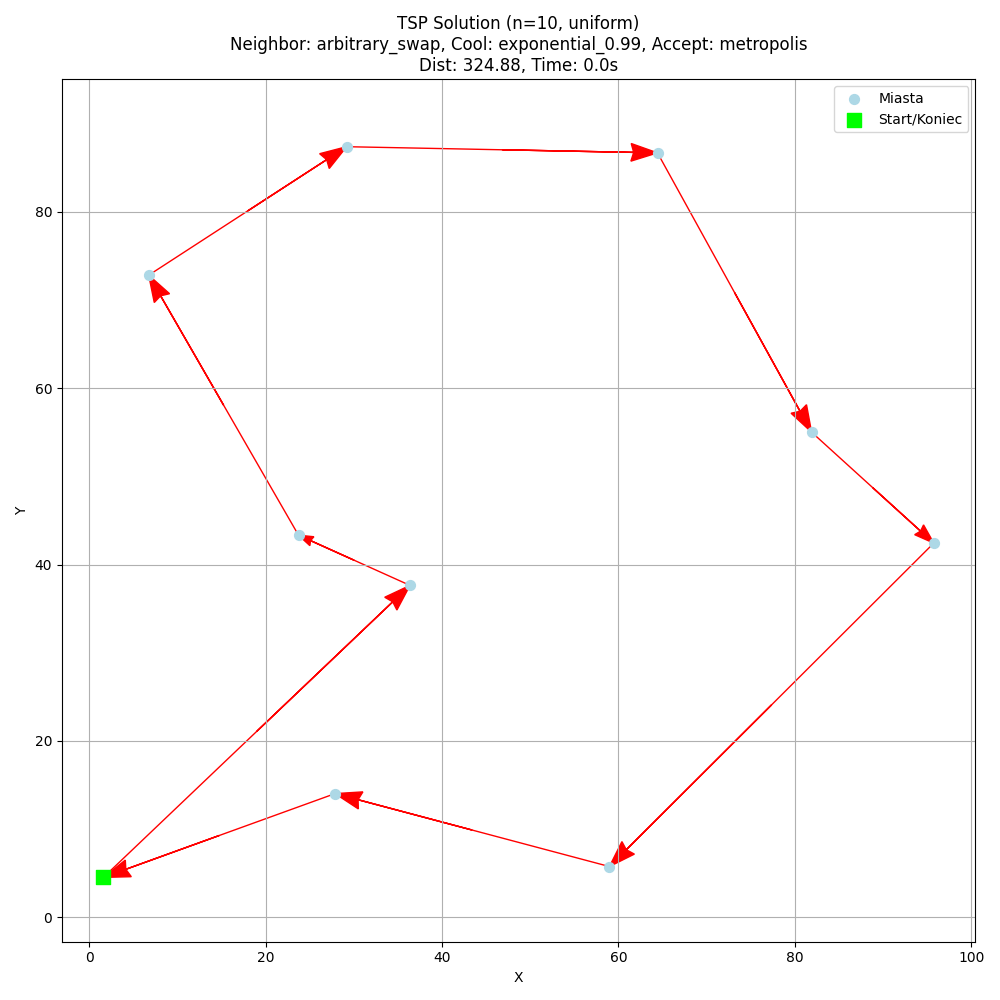 TSP Solution (n=10, uniform)
Neighbor: arbitrary_swap, Cool: exponential_0.99, Accept: metropolis
Dist: 324.88, Time: 0.0s
Miasta
Start/Koniec
80
60
40
20
0
Y
0 20 40 60 80 100
X